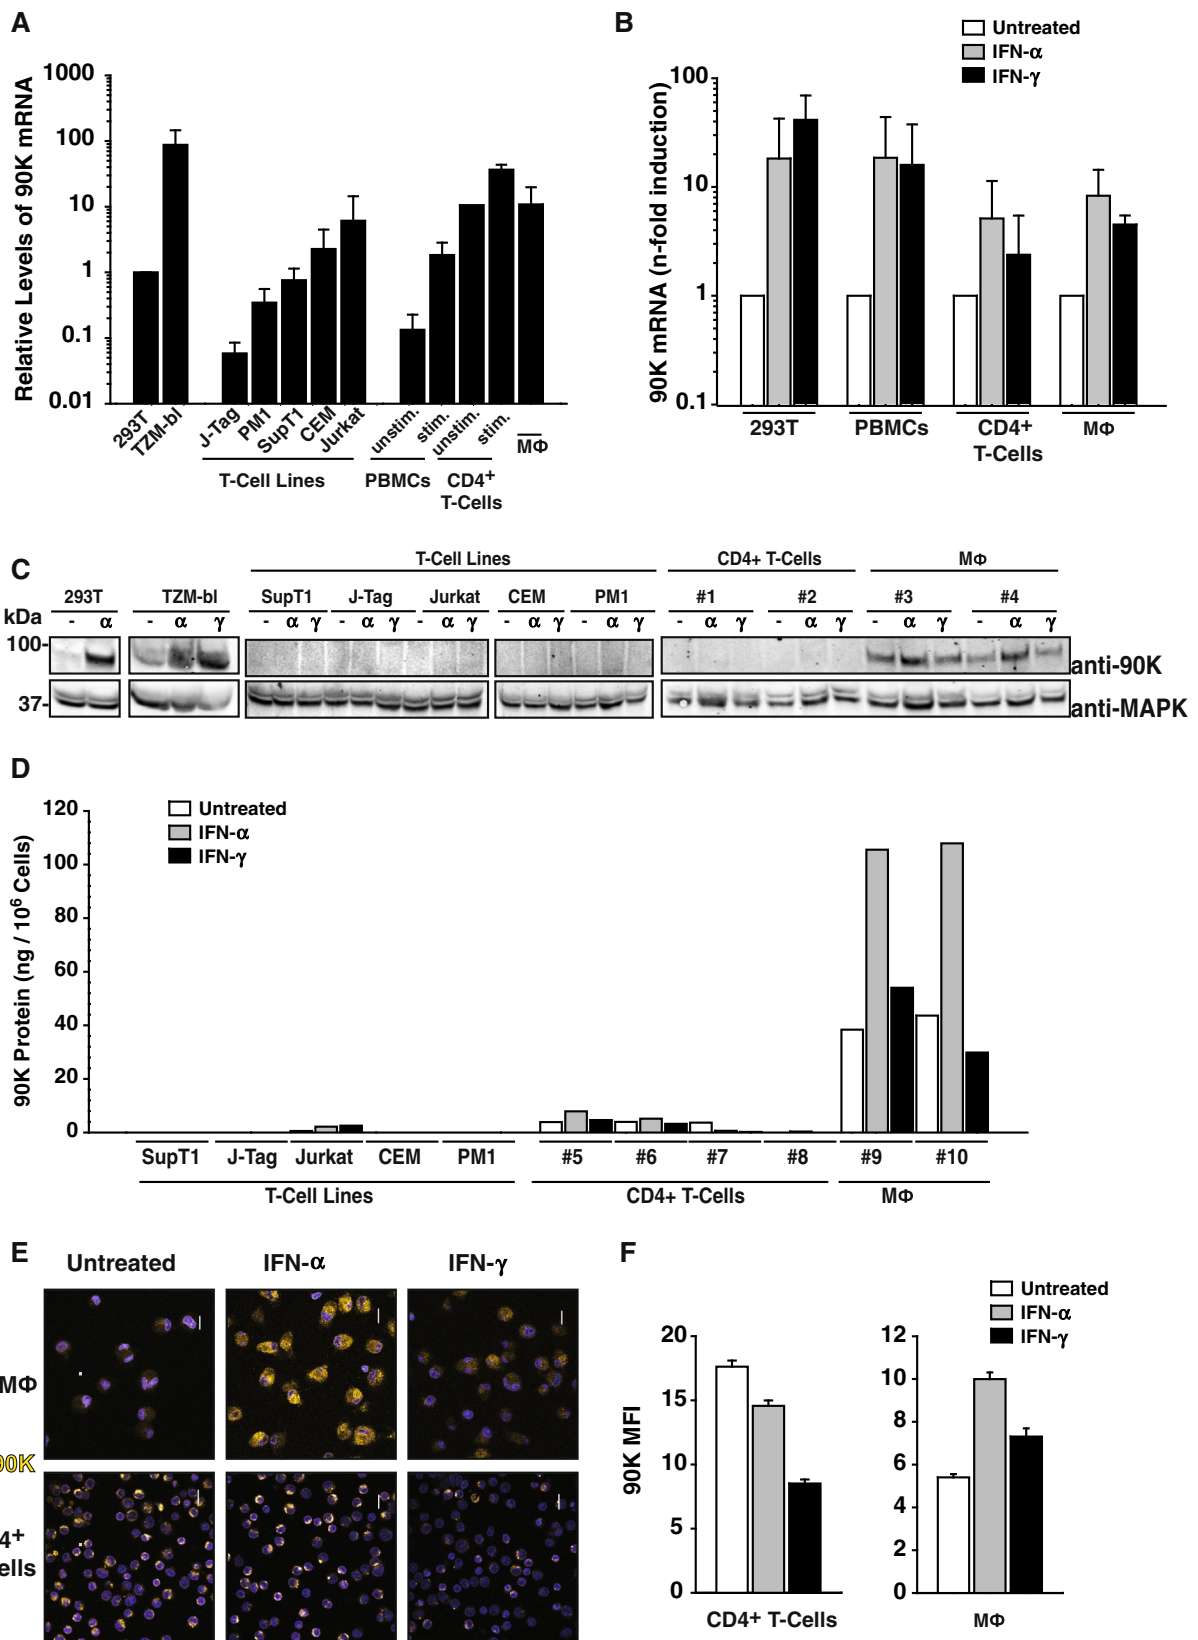 A
Relative Levels of 90K mRNA
1000
100
10
1
0.1
0.01
293T
TZM-bl
J-Tag
PM1
SupT1
CEM
Jurkat
unstim.
stim.
unstim.
stim.
MΦ
T-Cell Lines
PBMCs
CD4+
T-Cells
B
Untreated
IFN-α
IFN-γ
90K mRNA (n-fold induction)
100
10
1
0.1
293T
PBMCs
CD4+
T-Cells
MΦ
C
T-Cell Lines
CD4+ T-Cells
MΦ
293T
TZM-bl
SupT1
J-Tag
Jurkat
CEM
PM1
#1
#2
#3
#4
kDa
- α
- α γ
- α γ
- α γ
- α γ
- α γ
- α γ
- α γ
- α γ
- α γ
- α γ
100-
anti-90K
37-
anti-MAPK
D
Untreated
IFN-α
IFN-γ
90K Protein (ng / 10⁶ Cells)
120
100
80
60
40
20
0
SupT1
J-Tag
Jurkat
CEM
PM1
#5
#6
#7
#8
#9
#10
T-Cell Lines
CD4+ T-Cells
MΦ
E
Untreated
IFN-α
IFN-γ
MΦ
90K
4+
ells
F
Untreated
IFN-α
IFN-γ
90K MFI
20
15
10
5
0
CD4+ T-Cells
12
10
8
6
4
2
0
MΦ